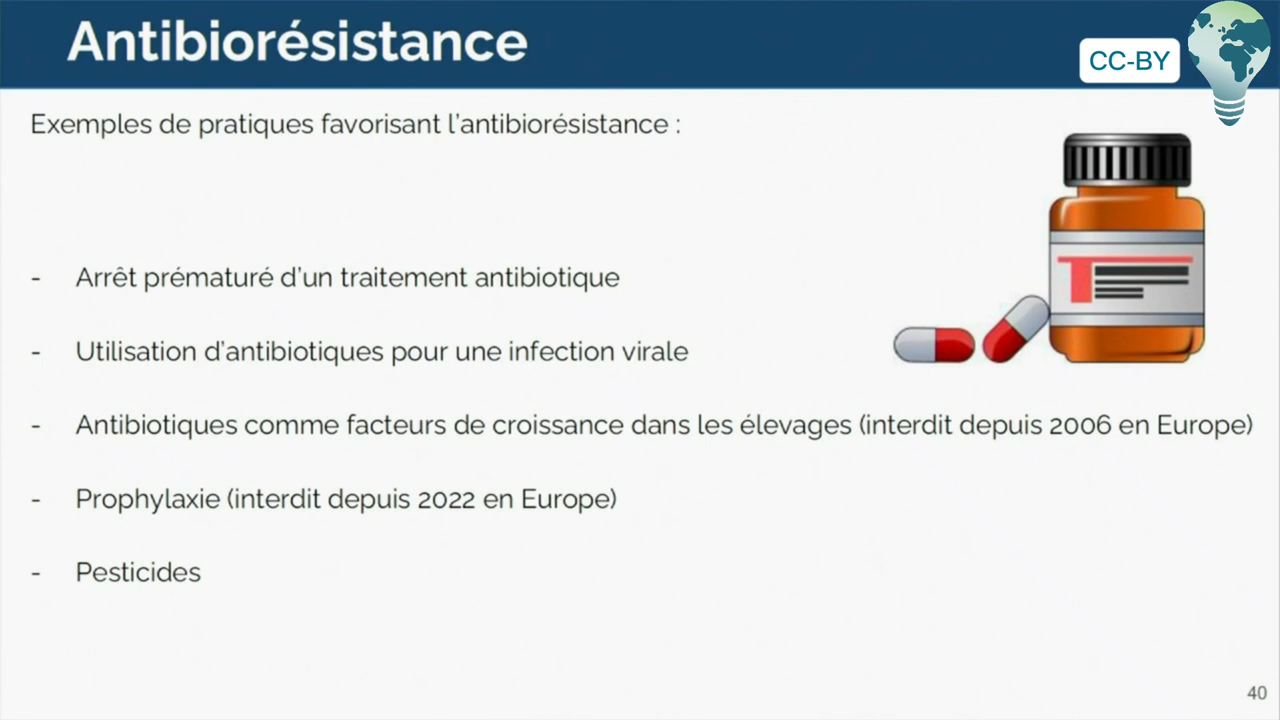 Antibiorésistance
CC-BY
Exemples de pratiques favorisant l'antibiorésistance :
- Arrêt prématuré d'un traitement antibiotique
- Utilisation d'antibiotiques pour une infection virale
- Antibiotiques comme facteurs de croissance dans les élevages (interdit depuis 2006 en Europe)
- Prophylaxie (interdit depuis 2022 en Europe)
- Pesticides
40